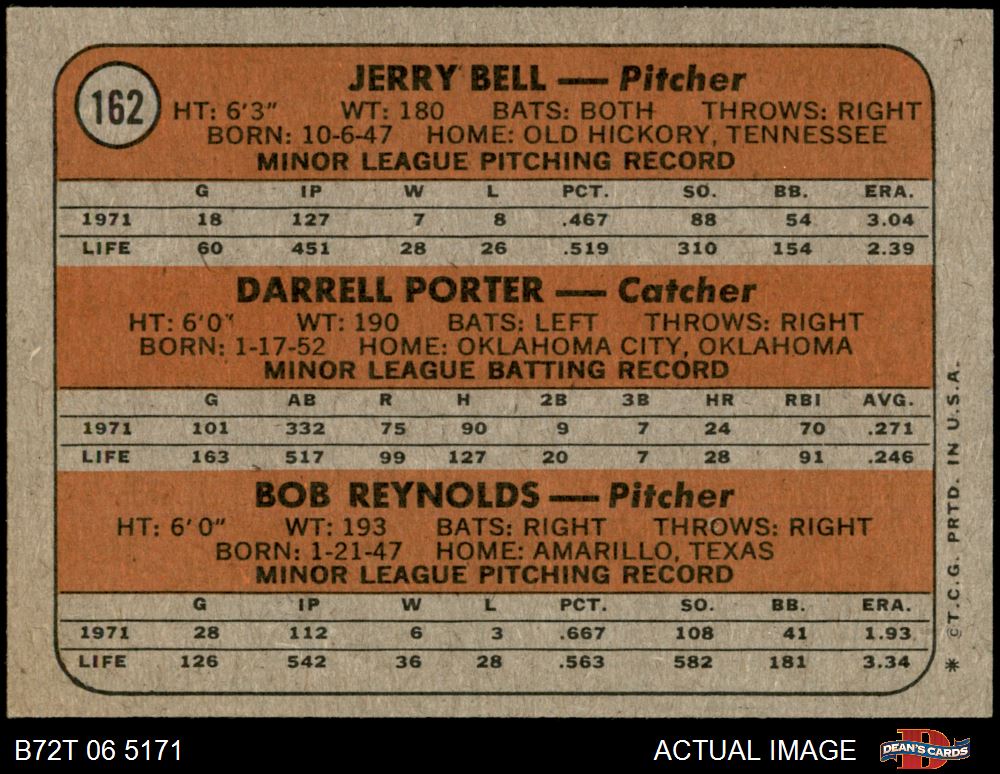 162
JERRY BELL — Pitcher
HT: 6'3" WT: 180 BATS: BOTH THROWS: RIGHT
BORN: 10-6-47 HOME: OLD HICKORY, TENNESSEE
MINOR LEAGUE PITCHING RECORD
G IP W L PCT. SO. BB. ERA.
1971 18 127 7 8 .467 88 54 3.04
LIFE 60 451 28 26 .519 310 154 2.39
DARRELL PORTER — Catcher
HT: 6'0" WT: 190 BATS: LEFT THROWS: RIGHT
BORN: 1-17-52 HOME: OKLAHOMA CITY, OKLAHOMA
MINOR LEAGUE BATTING RECORD
G AB R H 2B 3B HR RBI AVG.
1971 101 332 75 90 9 7 24 70 .271
LIFE 163 517 99 127 20 7 28 91 .246
BOB REYNOLDS — Pitcher
HT: 6'0" WT: 193 BATS: RIGHT THROWS: RIGHT
BORN: 1-21-47 HOME: AMARILLO, TEXAS
MINOR LEAGUE PITCHING RECORD
G IP W L PCT. SO. BB. ERA.
1971 28 112 6 3 .667 108 41 1.93
LIFE 126 542 36 28 .563 582 181 3.34
* ©T.C.G. PRTD. IN U.S.A.
B72T 06 5171 ACTUAL IMAGE DEAN'S CARDS